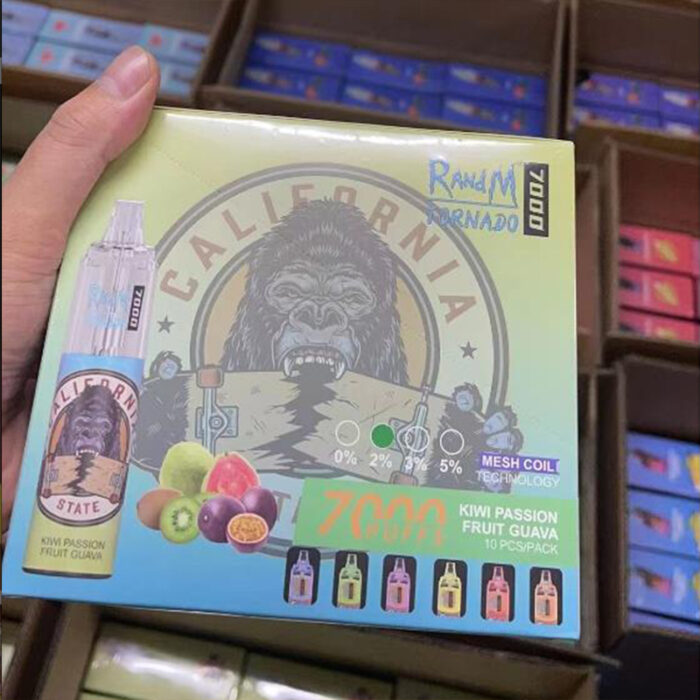 RandM
TORNADO
7000
CALIFORNIA
RandM
7000
CALIFORNIA
STATE
KIWI PASSION
FRUIT GUAVA
0% 2% 3% 5%
MESH COIL
TECHNOLOGY
7000
PUFFS
KIWI PASSION
FRUIT GUAVA
10 PCS/PACK